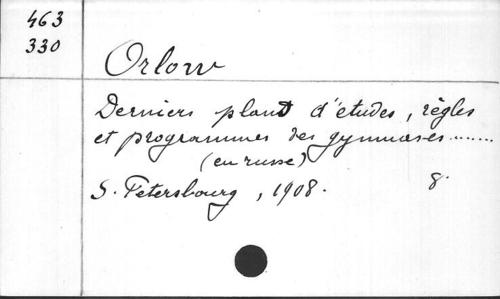 463
330
Orlow
Derniers plans d'études, règles
et programmes des gymnases.......
(en russe)
S. Petersbourg, 1908. 8.